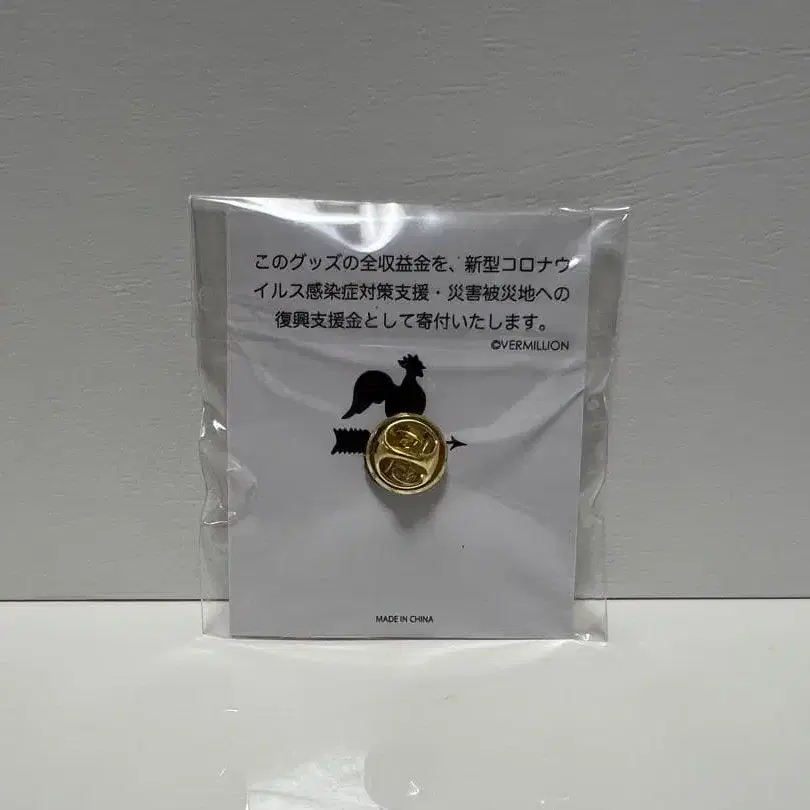 このグッズの全収益金を、新型コロナウ
イルス感染症対策支援・災害被災地への
復興支援金として寄付いたします。
©VERMILLION
MADE IN CHINA